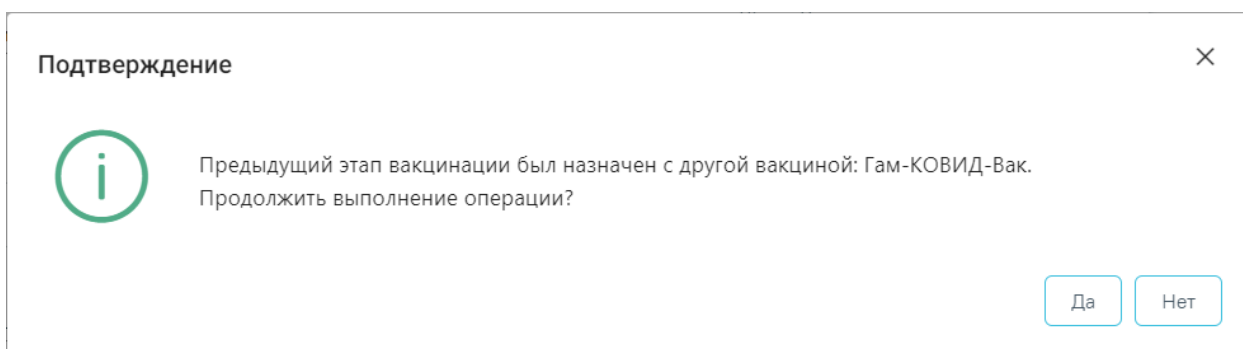 Подтверждение
Предыдущий этап вакцинации был назначен с другой вакциной: Гам-КОВИД-Вак.
Продолжить выполнение операции?
Да
Нет